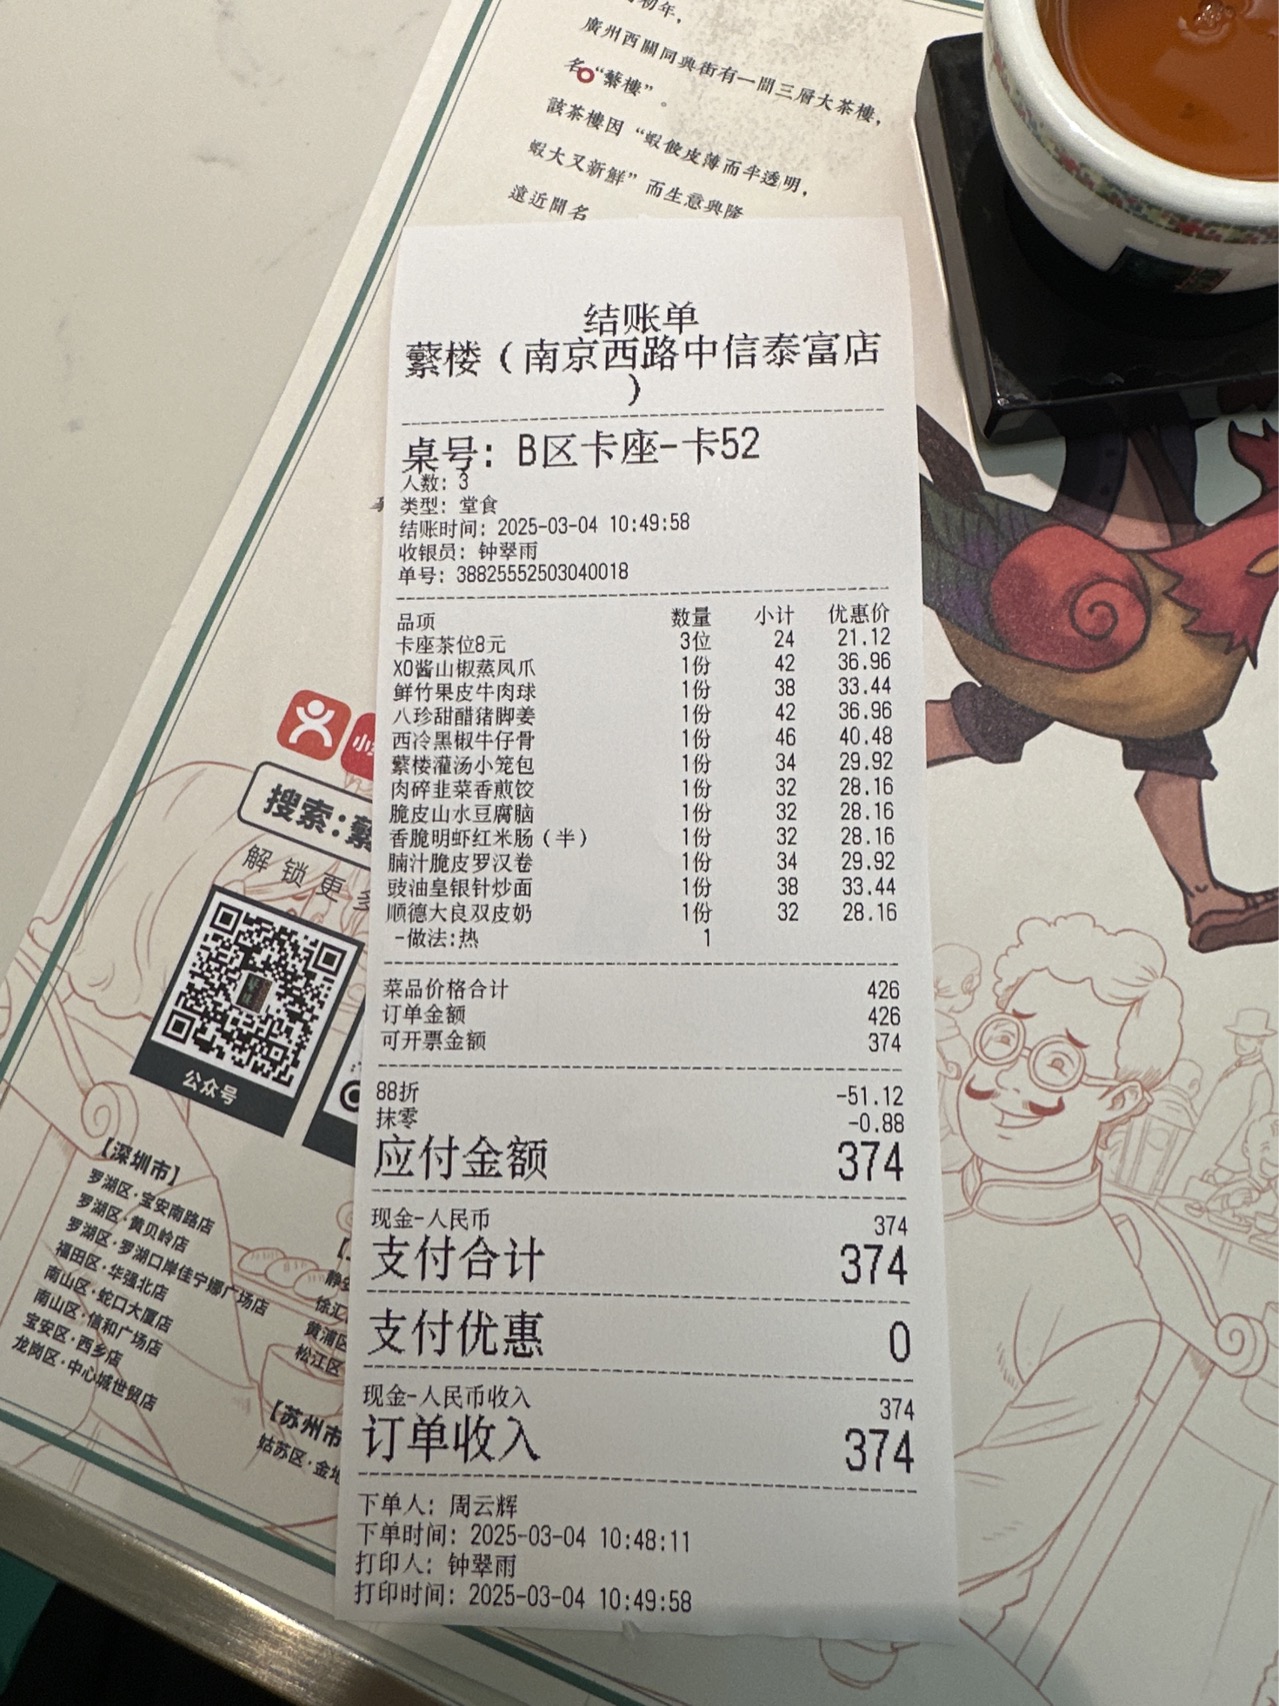 初年，
廣州西關同興街有一間三層大茶樓，
名“蘩樓”。
該茶樓因“蝦餃皮薄而半透明，
蝦大又新鮮”而生意興隆
遠近聞名
结账单
蘩楼（南京西路中信泰富店
）
桌号：B区卡座-卡52
人数：3
类型：堂食
结账时间：2025-03-04 10:49:58
收银员：钟翠雨
单号：38825552503040018
品项 数量 小计 优惠价
卡座茶位8元 3位 24 21.12
XO酱山椒蒸凤爪 1份 42 36.96
鲜竹果皮牛肉球 1份 38 33.44
八珍甜醋猪脚姜 1份 42 36.96
西冷黑椒牛仔骨 1份 46 40.48
蘩楼灌汤小笼包 1份 34 29.92
肉碎韭菜香煎饺 1份 32 28.16
脆皮山水豆腐脑 1份 32 28.16
香脆明虾红米肠（半） 1份 32 28.16
腩汁脆皮罗汉卷 1份 34 29.92
豉油皇银针炒面 1份 38 33.44
顺德大良双皮奶 1份 32 28.16
-做法:热 1
菜品价格合计 426
订单金额 426
可开票金额 374
88折 -51.12
抹零 -0.88
应付金额 374
现金-人民币 374
支付合计 374
支付优惠 0
现金-人民币收入 374
订单收入 374
下单人：周云辉
下单时间：2025-03-04 10:48:11
打印人：钟翠雨
打印时间：2025-03-04 10:49:58
小
搜索:蘩
解锁更多
公众号
【深圳市】
罗湖区·宝安南路店
罗湖区·黄贝岭店
罗湖区·罗湖口岸佳宁娜广场店
福田区·华强北店
南山区·蛇口大厦店
南山区·信和广场店
宝安区·西乡店
龙岗区·中心城世贸店
静安
徐汇
黄浦区
松江区
【苏州市
姑苏区·金地